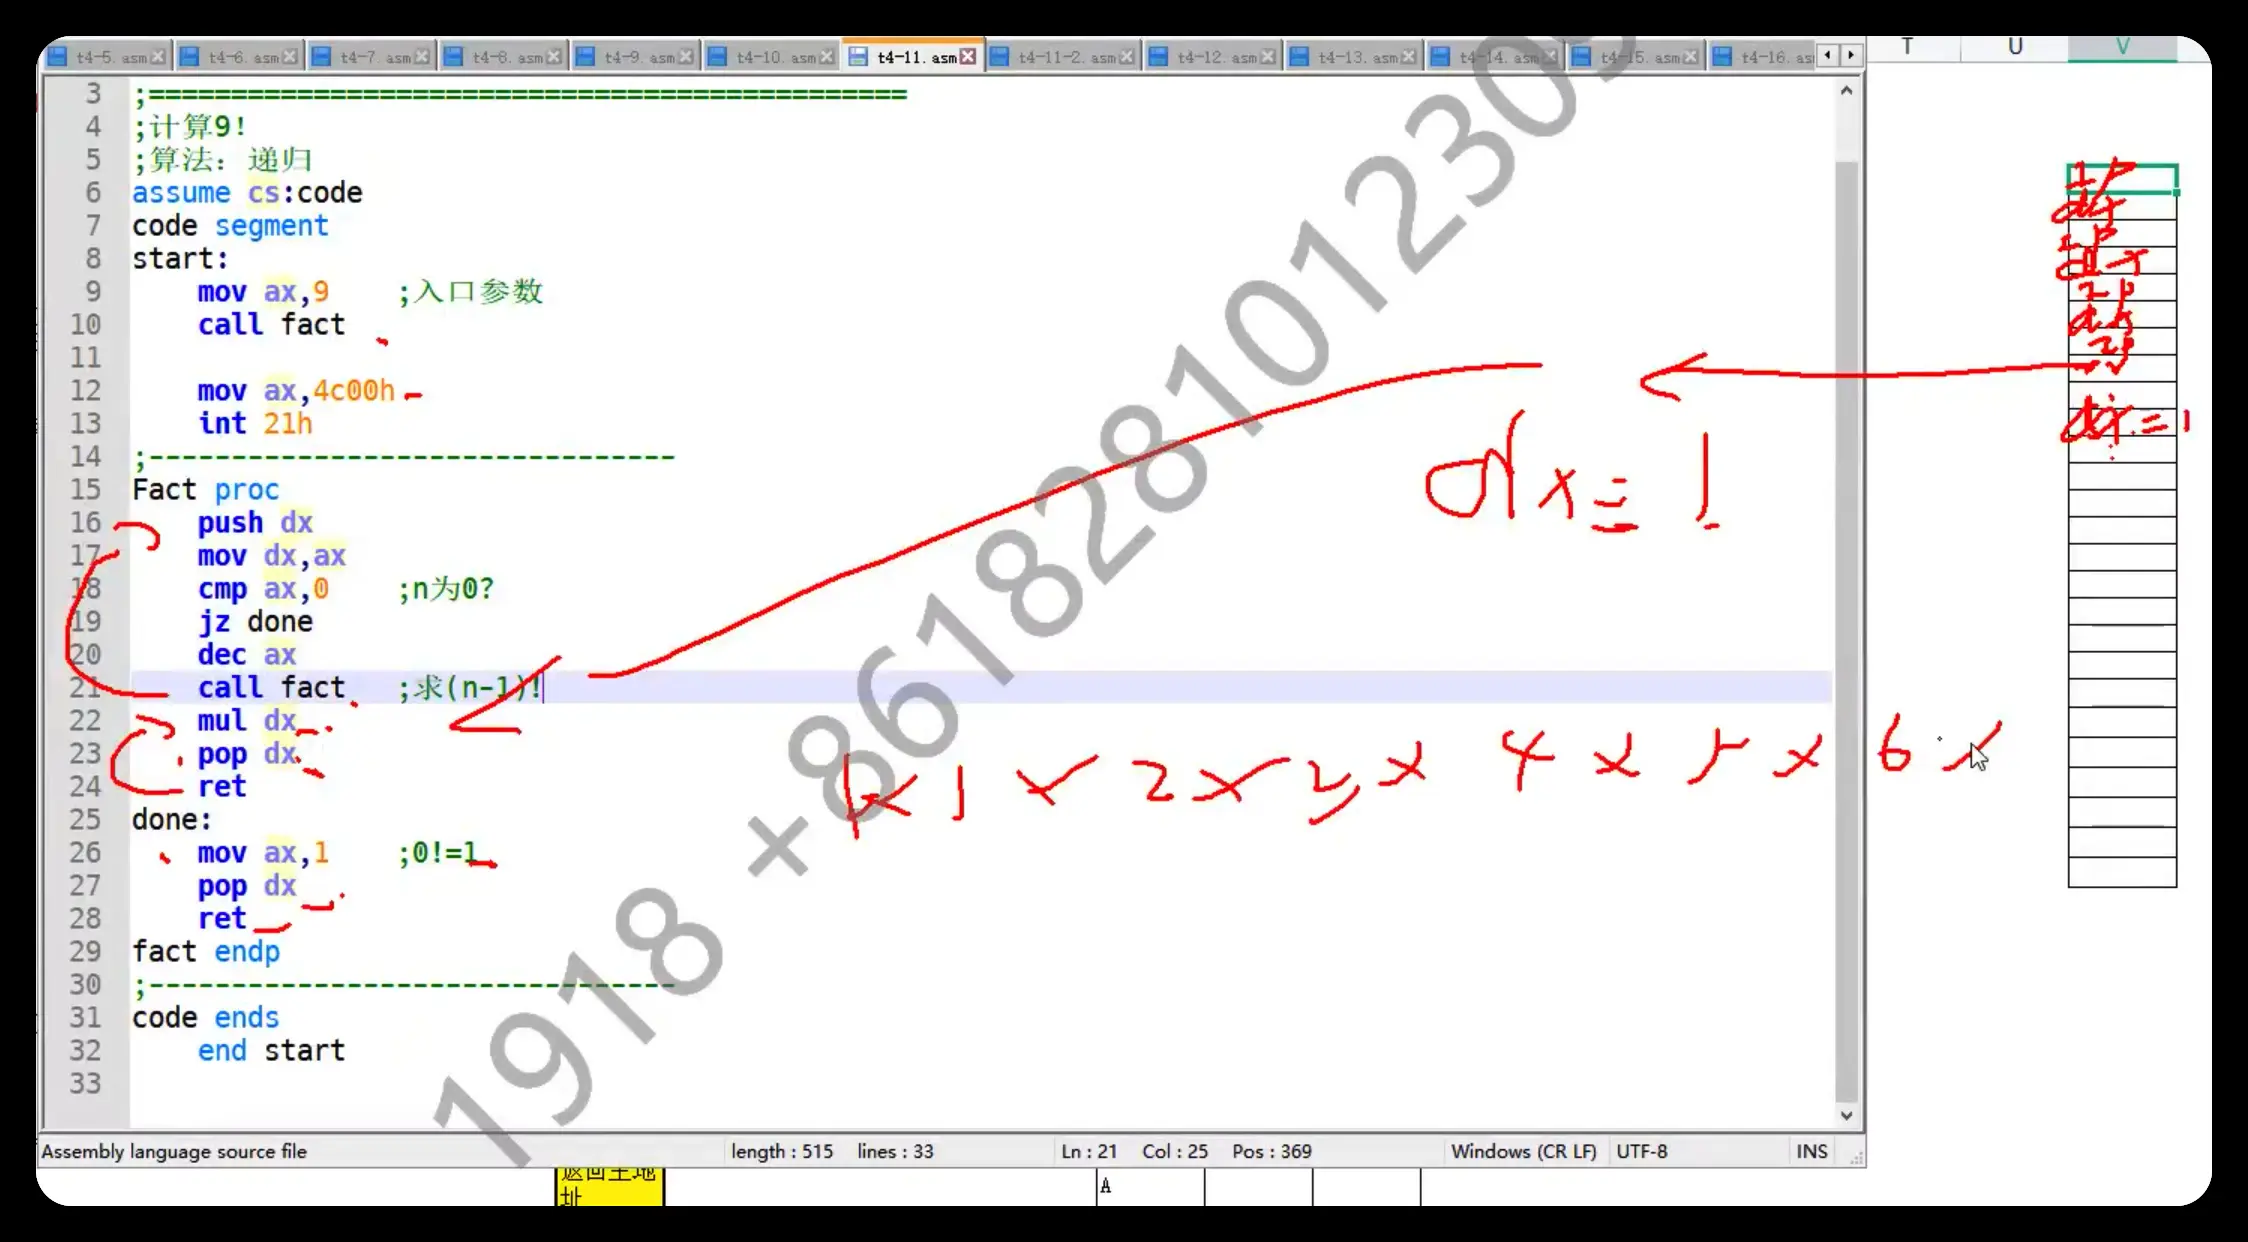 t4-5.asm t4-6.asm t4-7.asm t4-8.asm t4-9.asm t4-10.asm t4-11.asm t4-11-2.asm t4-12.asm t4-13.asm t4-14.asm t4-15.asm t4-16.as
T U V
3 ;==============================================
4 ;计算9!
5 ;算法：递归
6 assume cs:code
7 code segment
8 start:
9 mov ax,9 ;入口参数
10 call fact
11
12 mov ax,4c00h
13 int 21h
14 ;--------------------------------
15 Fact proc
16 push dx
17 mov dx,ax
18 cmp ax,0 ;n为0?
19 jz done
20 dec ax
21 call fact ;求(n-1)!
22 mul dx
23 pop dx
24 ret
25 done:
26 mov ax,1 ;0!=1
27 pop dx
28 ret
29 fact endp
30 ;--------------------------------
31 code ends
32 end start
33
dx=1
1×1×2×3×4×5×6×
dx=1
1918 +861828101230
Assembly language source file length : 515 lines : 33 Ln : 21 Col : 25 Pos : 369 Windows (CR LF) UTF-8 INS
返回主地
址
A